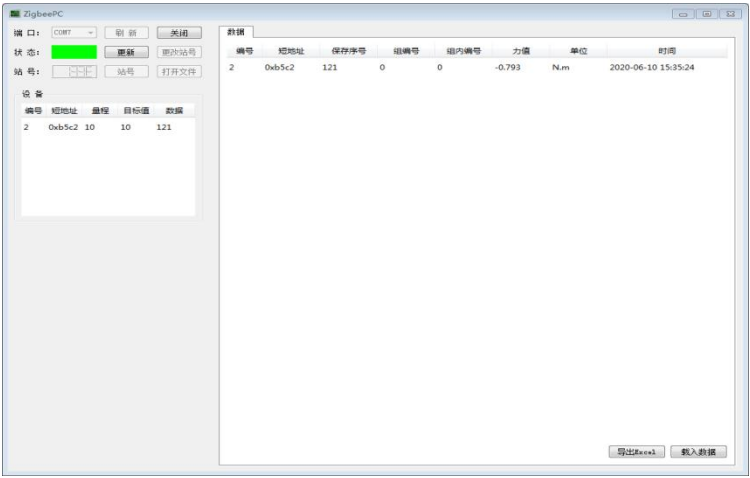 ZigbeePC
端 口: COM7 刷 新 关闭
状 态: 更新 更改站号
站 号: 站号 打开文件
设 备
编号 短地址 量程 目标值 数据
2 0xb5c2 10 10 121
数据
编号 短地址 保存序号 组编号 组内编号 力值 单位 时间
2 0xb5c2 121 0 0 -0.793 N.m 2020-06-10 15:35:24
导出Excel 载入数据